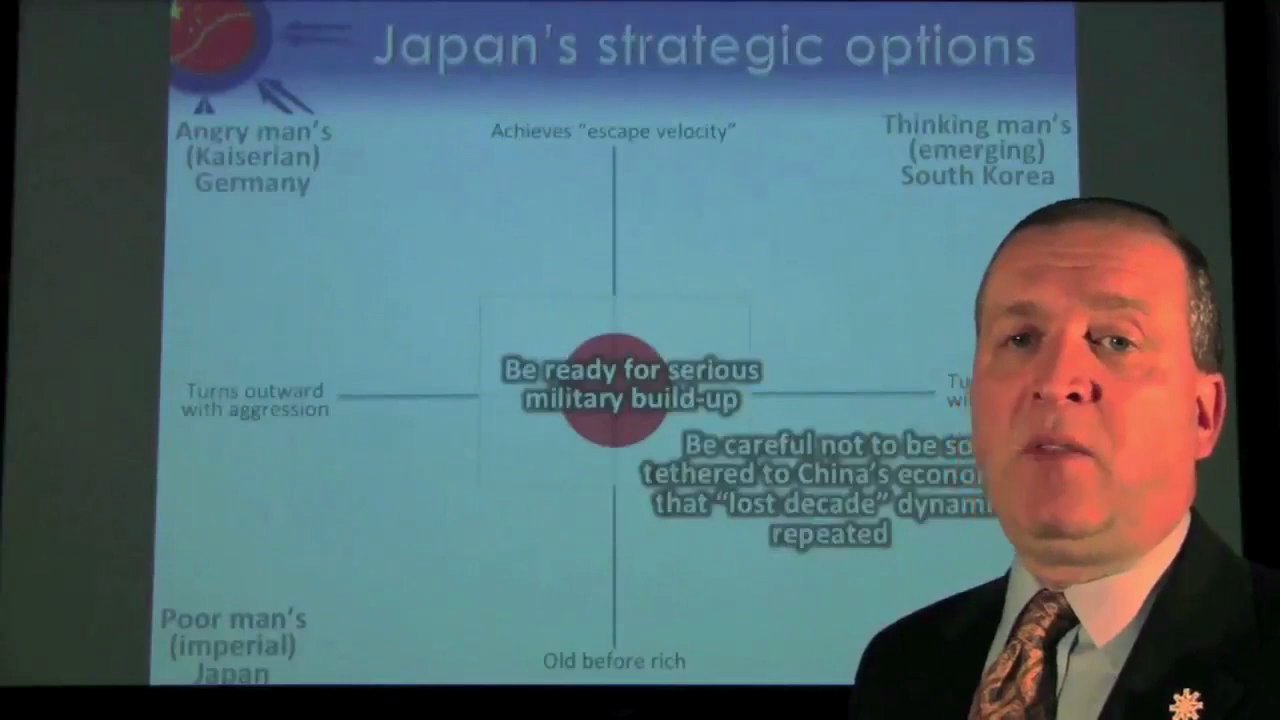 Japan's strategic options
Angry man's
(Kaiserian)
Germany
Achieves "escape velocity"
Thinking man's
(emerging)
South Korea
Turns outward
with aggression
Be ready for serious
military build-up
Be careful not to be so
tethered to China's
that "lost decade"
repeated
Poor man's
(imperial)
Japan
Old before rich